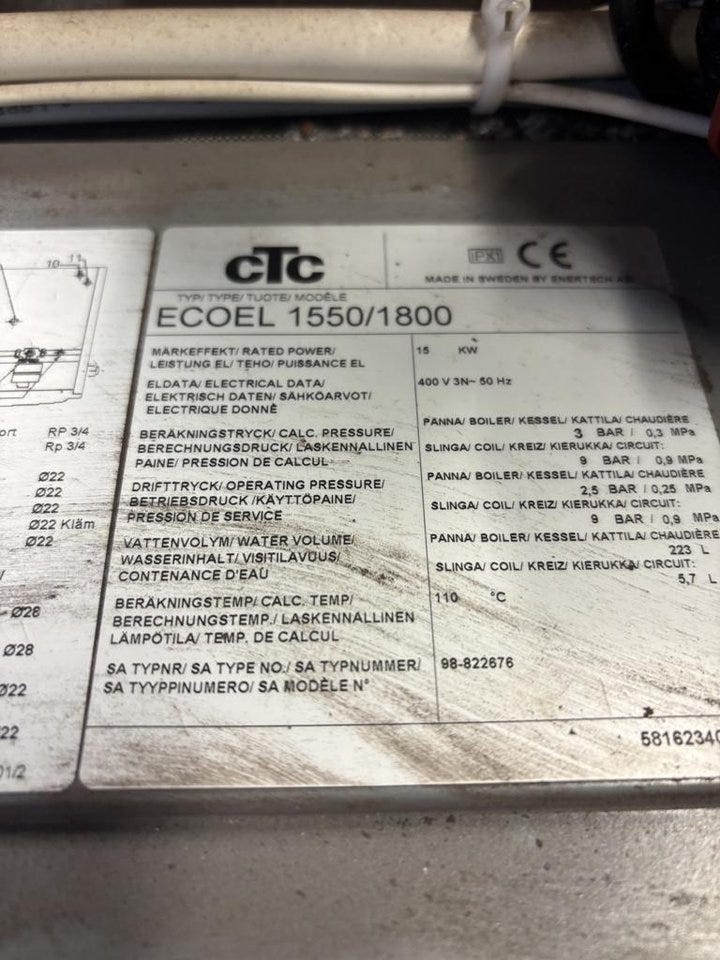 10 11
ort RP 3/4
Rp 3/4
Ø22
Ø22
Ø22
Ø22 Kläm
Ø22
Ø28
Ø28
Ø22
22
01/2
CTC
IPX1 CE
MADE IN SWEDEN BY ENERTECH AB
TYP/ TYPE/ TUOTE/ MODÈLE
ECOEL 1550/1800
MÄRKEFFEKT/ RATED POWER/
LEISTUNG EL/ TEHO/ PUISSANCE EL
15 KW
ELDATA/ ELECTRICAL DATA/
ELEKTRISCH DATEN/ SÄHKÖARVOT/
ELECTRIQUE DONNÈ
400 V 3N~ 50 Hz
BERÄKNINGSTRYCK/ CALC. PRESSURE/
BERECHNUNGSDRUCK/ LASKENNALLINEN
PAINE/ PRESSION DE CALCUL
PANNA/ BOILER/ KESSEL/ KATTILA/ CHAUDIÈRE
3 BAR / 0,3 MPa
SLINGA/ COIL/ KREIZ/ KIERUKKA/ CIRCUIT:
9 BAR / 0,9 MPa
DRIFTTRYCK/ OPERATING PRESSURE/
BETRIEBSDRUCK /KÄYTTÖPAINE/
PRESSION DE SERVICE
PANNA/ BOILER/ KESSEL/ KATTILA/ CHAUDIÈRE
2,5 BAR / 0,25 MPa
SLINGA/ COIL/ KREIZ/ KIERUKKA/ CIRCUIT:
9 BAR / 0,9 MPa
VATTENVOLYM/ WATER VOLUME/
WASSERINHALT/ VISITILAVUUS/
CONTENANCE D'EAU
PANNA/ BOILER/ KESSEL/ KATTILA/ CHAUDIÈRE
223 L
SLINGA/ COIL/ KREIZ/ KIERUKKA/ CIRCUIT:
5,7 L
BERÄKNINGSTEMP/ CALC. TEMP/
BERECHNUNGSTEMP./ LASKENNALLINEN
LÄMPÖTILA/ TEMP. DE CALCUL
110 °C
SA TYPNR/ SA TYPE NO./ SA TYPNUMMER/
SA TYYPPINUMERO/ SA MODÈLE N°
98-822676
58162340